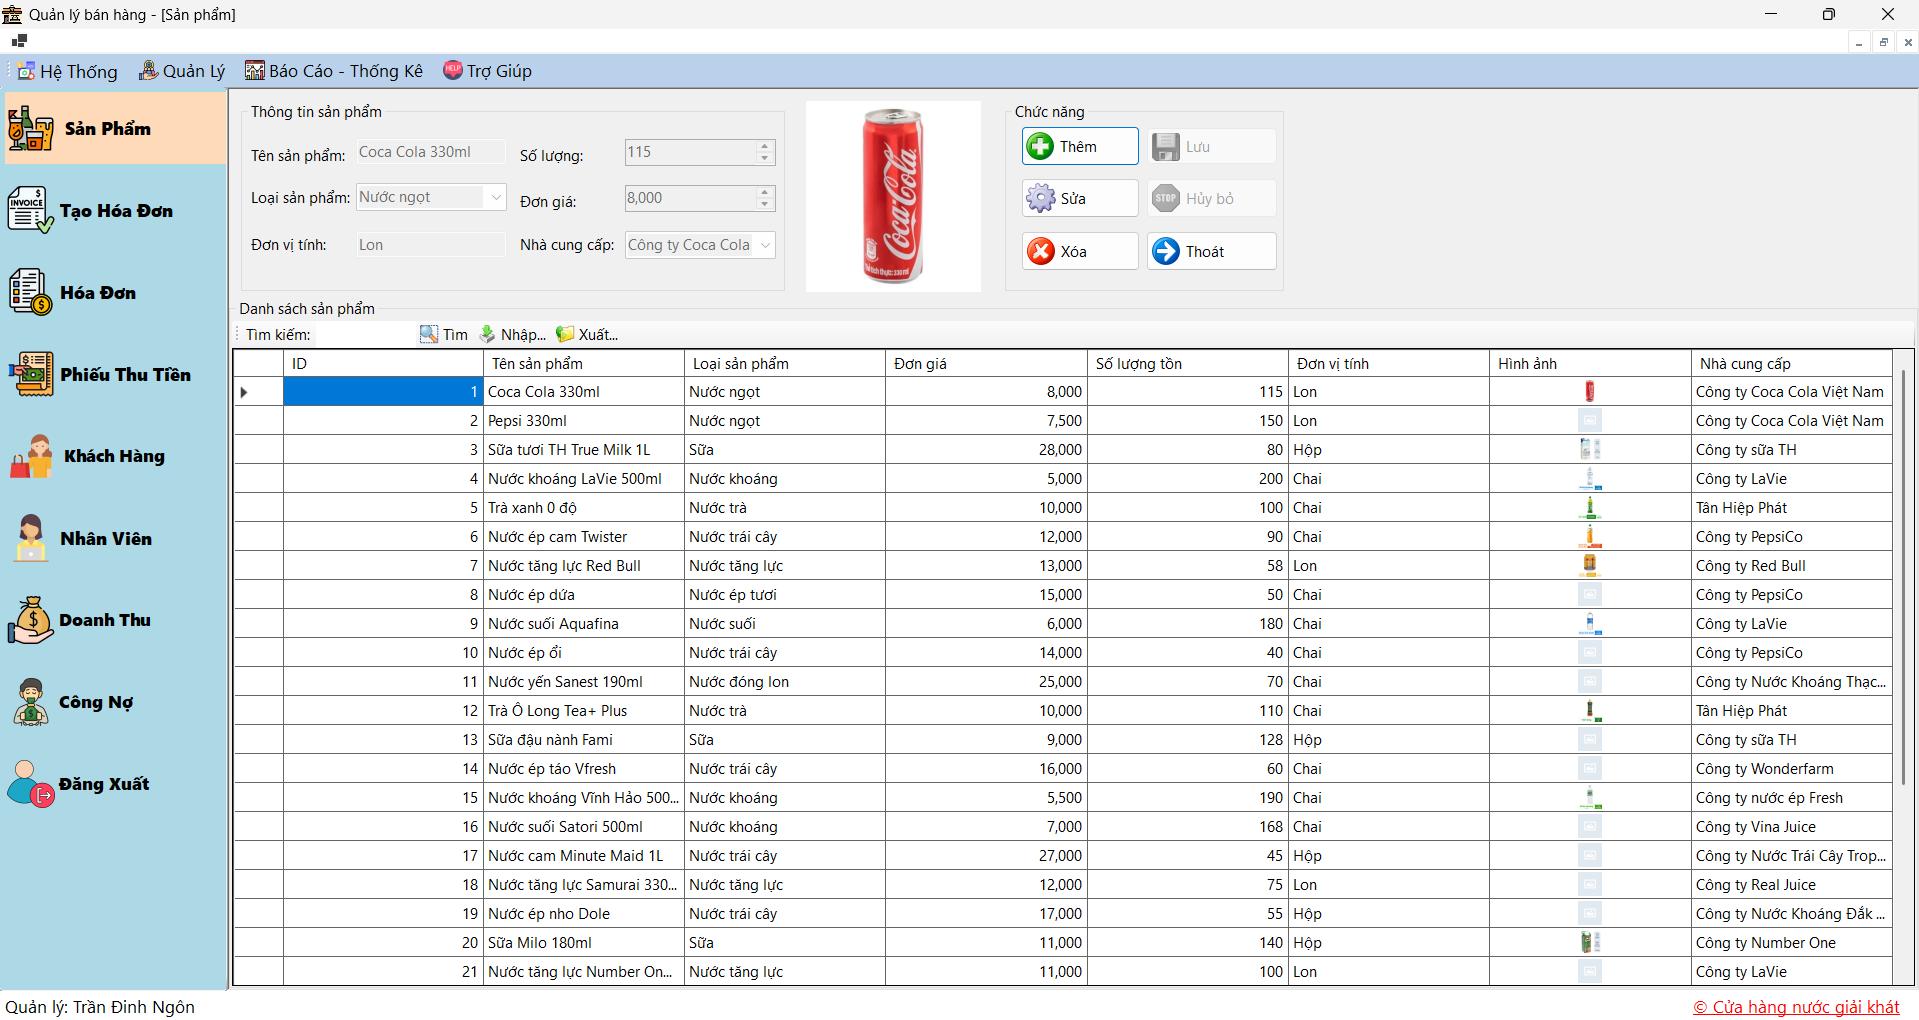 Quản lý bán hàng - [Sản phẩm]
Hệ Thống Quản Lý Báo Cáo - Thống Kê HELP Trợ Giúp
Sản Phẩm
INVOICE Tạo Hóa Đơn
Hóa Đơn
Phiếu Thu Tiền
Khách Hàng
Nhân Viên
Doanh Thu
Công Nợ
Đăng Xuất
Thông tin sản phẩm
Tên sản phẩm: Coca Cola 330ml Số lượng: 115
Loại sản phẩm: Nước ngọt Đơn giá: 8,000
Đơn vị tính: Lon Nhà cung cấp: Công ty Coca Cola
Coca-Cola
Chức năng
Thêm Lưu
Sửa STOP Hủy bỏ
Xóa Thoát
Danh sách sản phẩm
Tìm kiếm: Tìm Nhập... Xuất...
ID Tên sản phẩm Loại sản phẩm Đơn giá Số lượng tồn Đơn vị tính Hình ảnh Nhà cung cấp
1 Coca Cola 330ml Nước ngọt 8,000 115 Lon Công ty Coca Cola Việt Nam
2 Pepsi 330ml Nước ngọt 7,500 150 Lon Công ty Coca Cola Việt Nam
3 Sữa tươi TH True Milk 1L Sữa 28,000 80 Hộp Công ty sữa TH
4 Nước khoáng LaVie 500ml Nước khoáng 5,000 200 Chai Công ty LaVie
5 Trà xanh 0 độ Nước trà 10,000 100 Chai Tân Hiệp Phát
6 Nước ép cam Twister Nước trái cây 12,000 90 Chai Công ty PepsiCo
7 Nước tăng lực Red Bull Nước tăng lực 13,000 58 Lon Công ty Red Bull
8 Nước ép dứa Nước ép tươi 15,000 50 Chai Công ty PepsiCo
9 Nước suối Aquafina Nước suối 6,000 180 Chai Công ty LaVie
10 Nước ép ổi Nước trái cây 14,000 40 Chai Công ty PepsiCo
11 Nước yến Sanest 190ml Nước đóng lon 25,000 70 Chai Công ty Nước Khoáng Thạc...
12 Trà Ô Long Tea+ Plus Nước trà 10,000 110 Chai Tân Hiệp Phát
13 Sữa đậu nành Fami Sữa 9,000 128 Hộp Công ty sữa TH
14 Nước ép táo Vfresh Nước trái cây 16,000 60 Chai Công ty Wonderfarm
15 Nước khoáng Vĩnh Hảo 500... Nước khoáng 5,500 190 Chai Công ty nước ép Fresh
16 Nước suối Satori 500ml Nước khoáng 7,000 168 Chai Công ty Vina Juice
17 Nước cam Minute Maid 1L Nước trái cây 27,000 45 Hộp Công ty Nước Trái Cây Trop...
18 Nước tăng lực Samurai 330... Nước tăng lực 12,000 75 Lon Công ty Real Juice
19 Nước ép nho Dole Nước trái cây 17,000 55 Hộp Công ty Nước Khoáng Đắk ...
20 Sữa Milo 180ml Sữa 11,000 140 Hộp Công ty Number One
21 Nước tăng lực Number On... Nước tăng lực 11,000 100 Lon Công ty LaVie
Quản lý: Trần Đinh Ngôn
© Cửa hàng nước giải khát